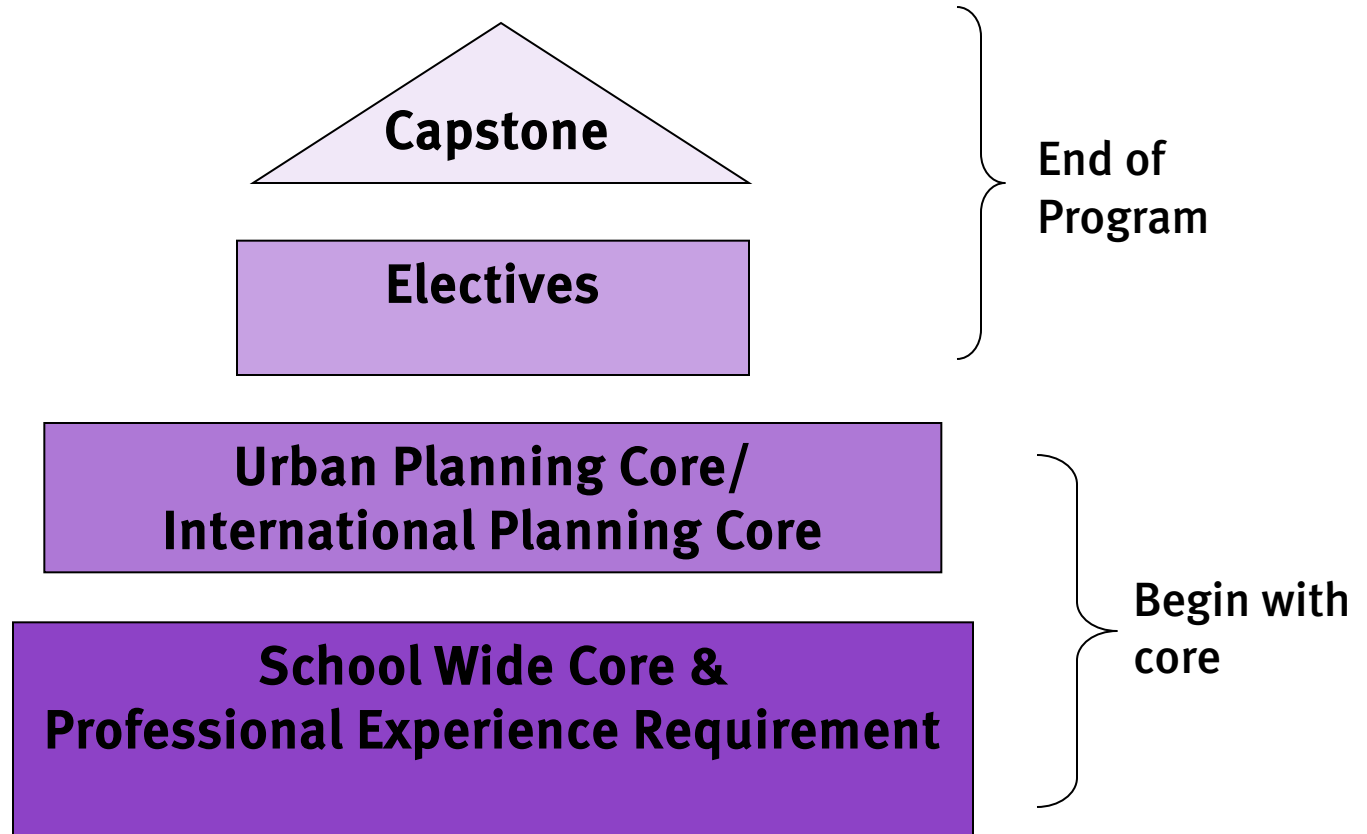 Capstone
End of
Program
Electives
Urban Planning Core/
International Planning Core
Begin with
core
School Wide Core &
Professional Experience Requirement